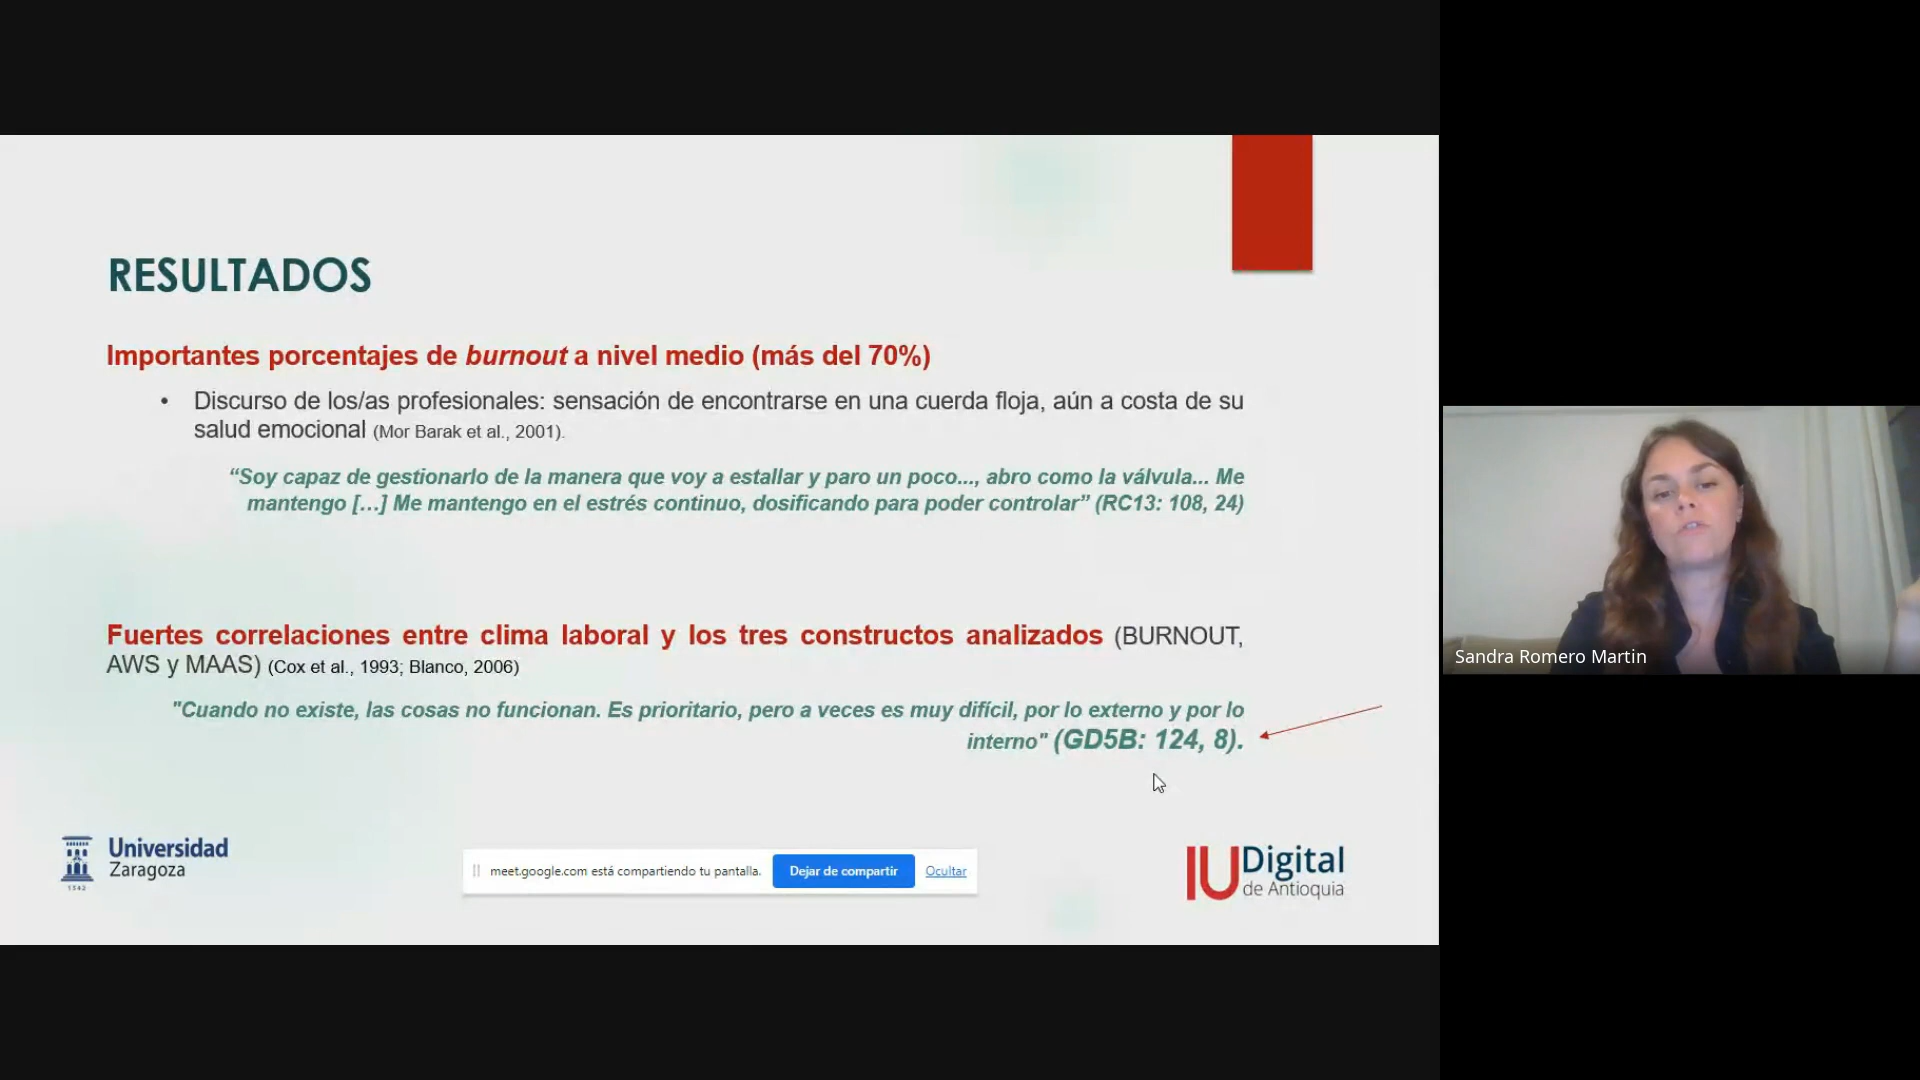 RESULTADOS
Importantes porcentajes de burnout a nivel medio (más del 70%)
• Discurso de los/as profesionales: sensación de encontrarse en una cuerda floja, aún a costa de su
salud emocional (Mor Barak et al., 2001).
“Soy capaz de gestionarlo de la manera que voy a estallar y paro un poco..., abro como la válvula... Me
mantengo [...] Me mantengo en el estrés continuo, dosificando para poder controlar” (RC13: 108, 24)
Fuertes correlaciones entre clima laboral y los tres constructos analizados (BURNOUT,
AWS y MAAS) (Cox et al., 1993; Blanco, 2006)
"Cuando no existe, las cosas no funcionan. Es prioritario, pero a veces es muy difícil, por lo externo y por lo
interno" (GD5B: 124, 8).
Universidad
Zaragoza
1542
meet.google.com está compartiendo tu pantalla. Dejar de compartir Ocultar
IU Digital
de Antioquia
Sandra Romero Martin